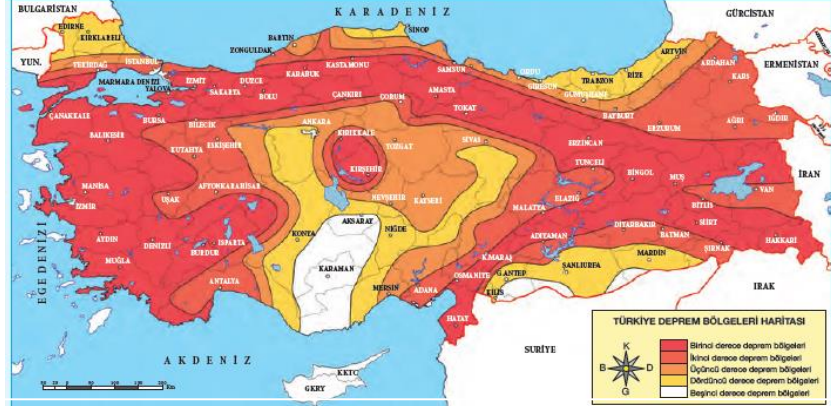 BULGARİSTAN
KARADENİZ
GÜRCİSTAN
EDİRNE
KIRKLARELİ
SİNOP
BARTIN
ZONGULDAK
ARTVİN
YUN.
TEKİRDAĞ
İSTANBUL
KASTAMONU
SAMSUN
ORDU
RİZE
TRABZON
ARDAHAN
ERMENİSTAN
MARMARA DENİZİ
YALOVA
İZMİT
SAKARYA
DÜZCE
BOLU
KARABÜK
GİRESUN
GÜMÜŞHANE
KARS
ÇANAKKALE
BURSA
BİLECİK
ÇANKIRI
ÇORUM
AMASYA
TOKAT
BAYBURT
ERZURUM
AĞRI
IĞDIR
BALIKESİR
ESKİŞEHİR
ANKARA
KIRIKKALE
YOZGAT
SİVAS
ERZİNCAN
KÜTAHYA
TUNCELİ
İRAN
KIRŞEHİR
BİNGÖL
MUŞ
MANİSA
UŞAK
AFYONKARAHİSAR
NEVŞEHİR
KAYSERİ
ELAZIĞ
VAN
İZMİR
MALATYA
BİTLİS
AKSARAY
SİİRT
EGE DENİZİ
KONYA
NİĞDE
DİYARBAKIR
BATMAN
AYDIN
DENİZLİ
ISPARTA
ADIYAMAN
HAKKARİ
BURDUR
ŞIRNAK
MUĞLA
K.MARAŞ
MARDİN
KARAMAN
OSMANİYE
G.ANTEP
ŞANLIURFA
ANTALYA
MERSİN
ADANA
KİLİS
IRAK
HATAY
AKDENİZ
SURİYE
KKTC
GKRY
Km
TÜRKİYE DEPREM BÖLGELERİ HARİTASI
K
B D
G
Birinci derece deprem bölgeleri
İkinci derece deprem bölgeleri
Üçüncü derece deprem bölgeleri
Dördüncü derece deprem bölgeleri
Beşinci derece deprem bölgeleri